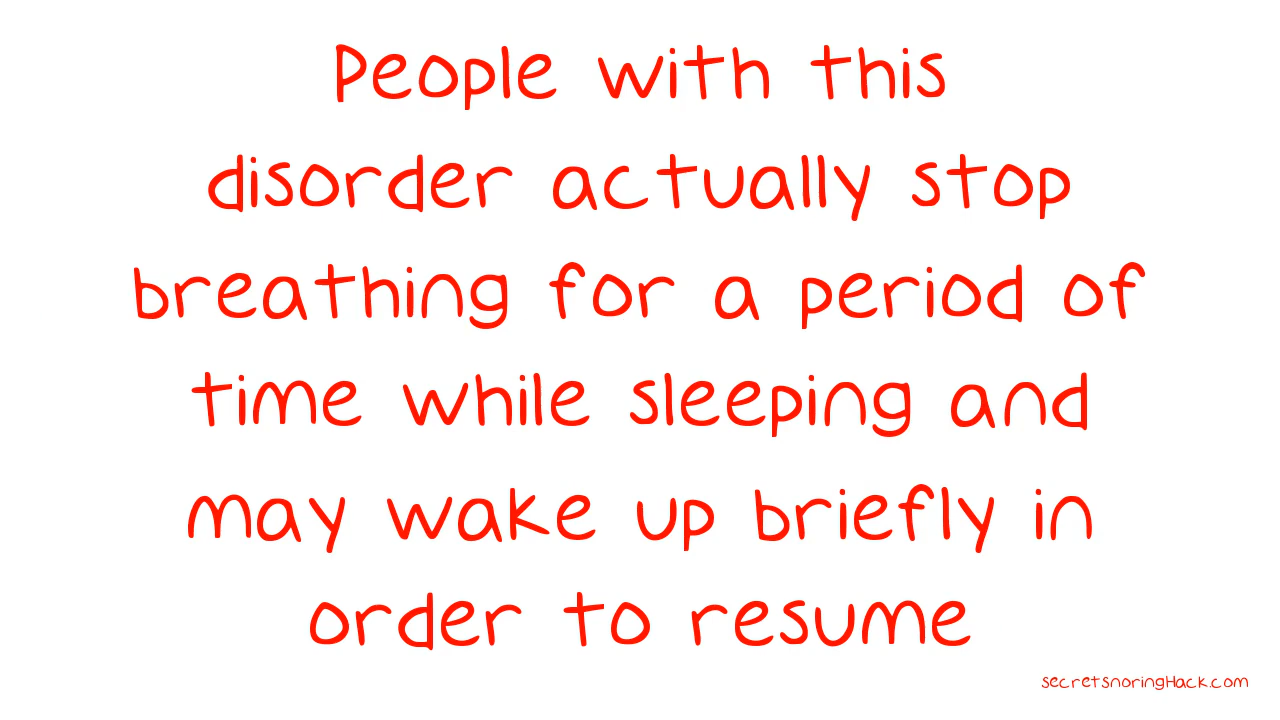 People with this
disorder actually stop
breathing for a period of
time while sleeping and
may wake up briefly in
order to resume
secretsnoringHack.com